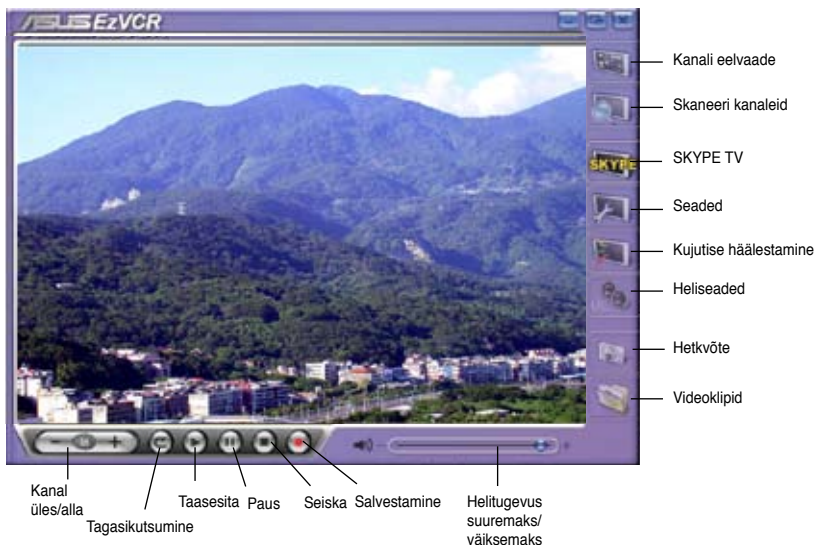 ASUS EzVCR
Kanali eelvaade
Skaneeri kanaleid
SKYPE
SKYPE TV
Seaded
Kujutise häälestamine
Heliseaded
Hetkvõte
Videoklipid
Kanal
üles/alla
Tagasikutsumine
Taasesita
Paus
Seiska
Salvestamine
Helitugevus
suuremaks/
väiksemaks